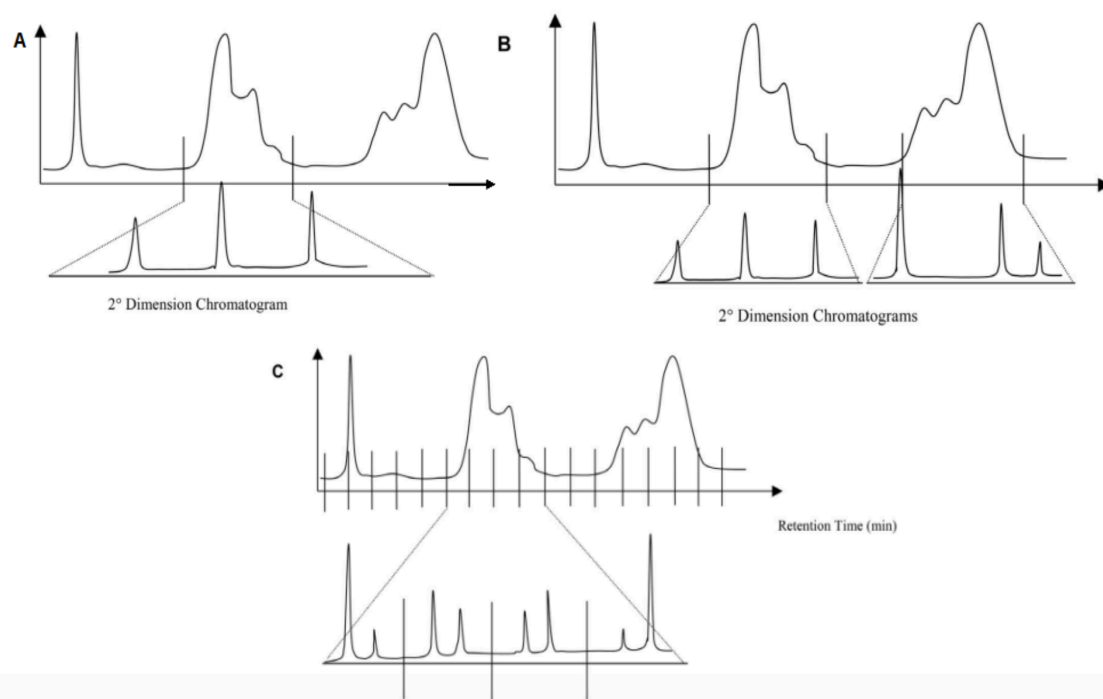 A
B
2° Dimension Chromatogram
2° Dimension Chromatograms
C
Retention Time (min)